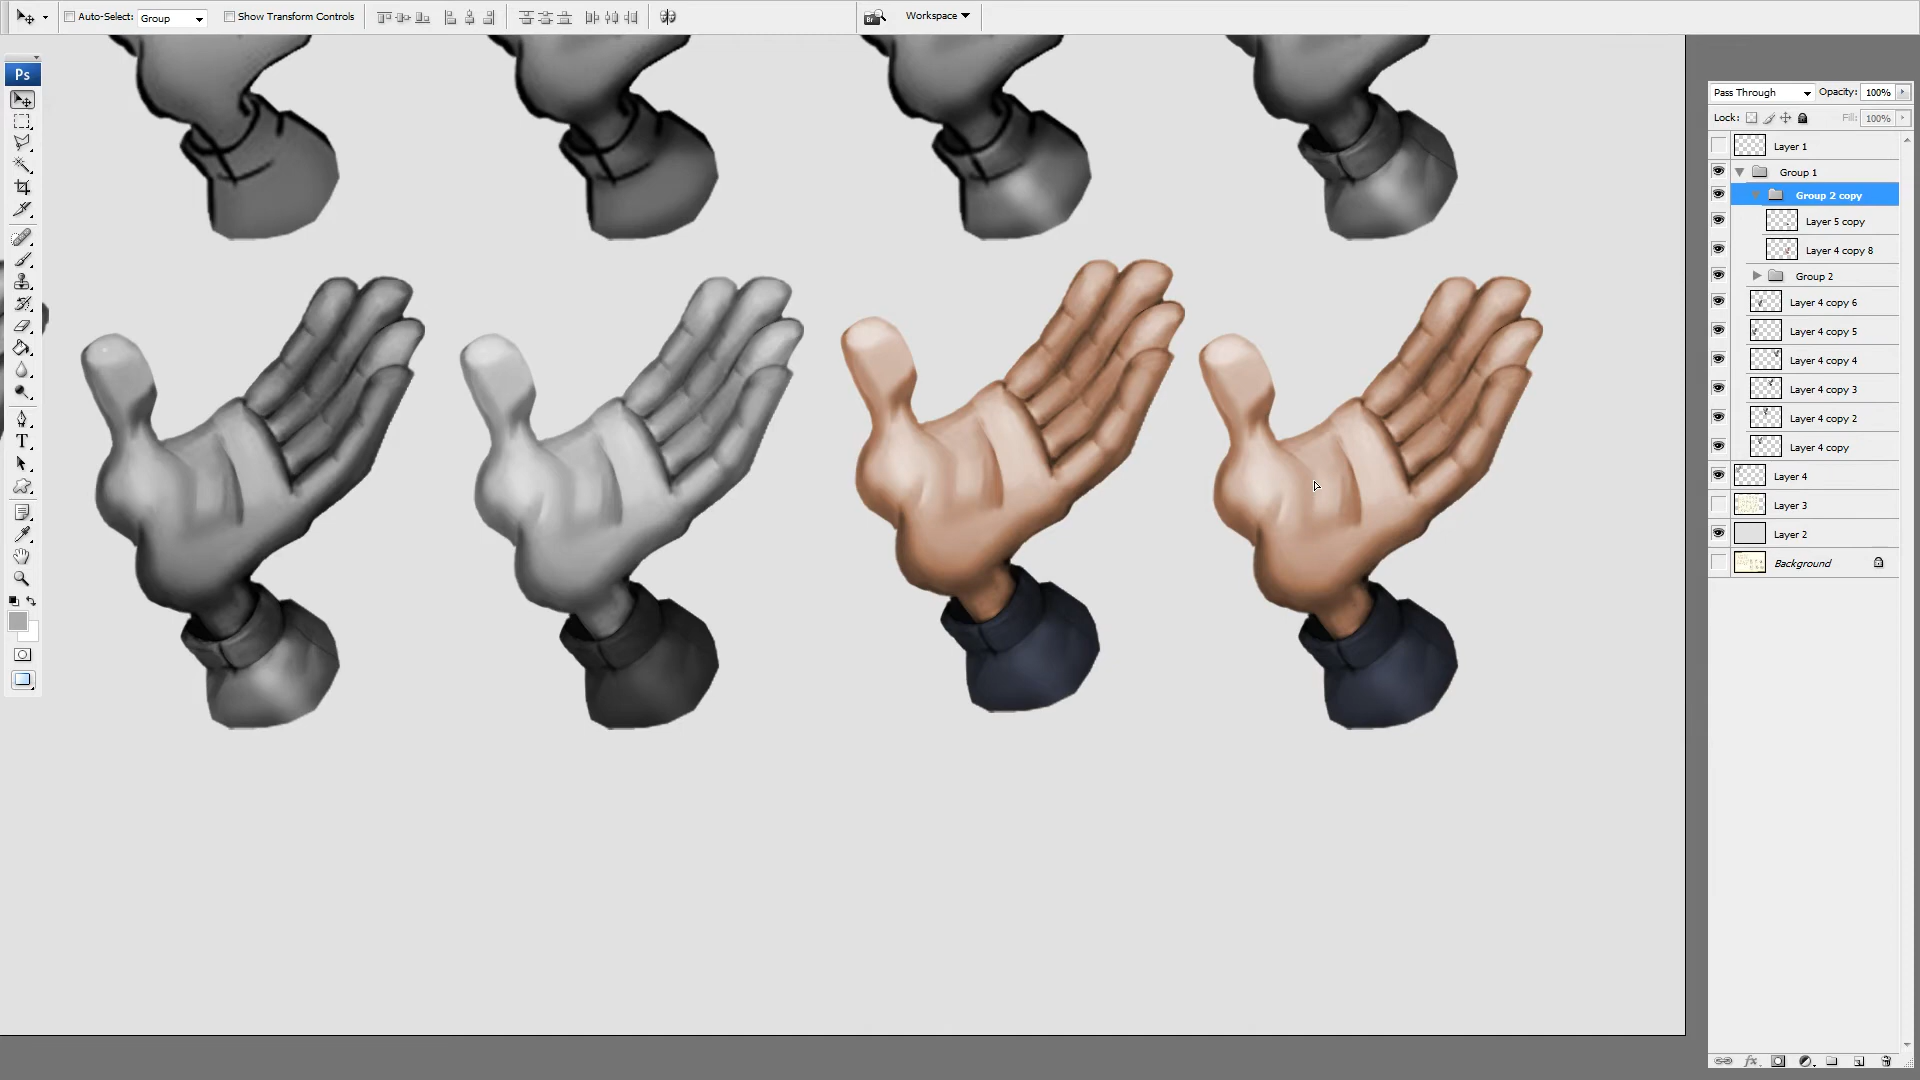 Auto-Select: Group Show Transform Controls Br Workspace
Ps
T
Pass Through Opacity: 100%
Lock: Fill: 100%
Layer 1
Group 1
Group 2 copy
Layer 5 copy
Layer 4 copy 8
Group 2
Layer 4 copy 6
Layer 4 copy 5
Layer 4 copy 4
Layer 4 copy 3
Layer 4 copy 2
Layer 4 copy
Layer 4
Layer 3
Layer 2
Background
fx